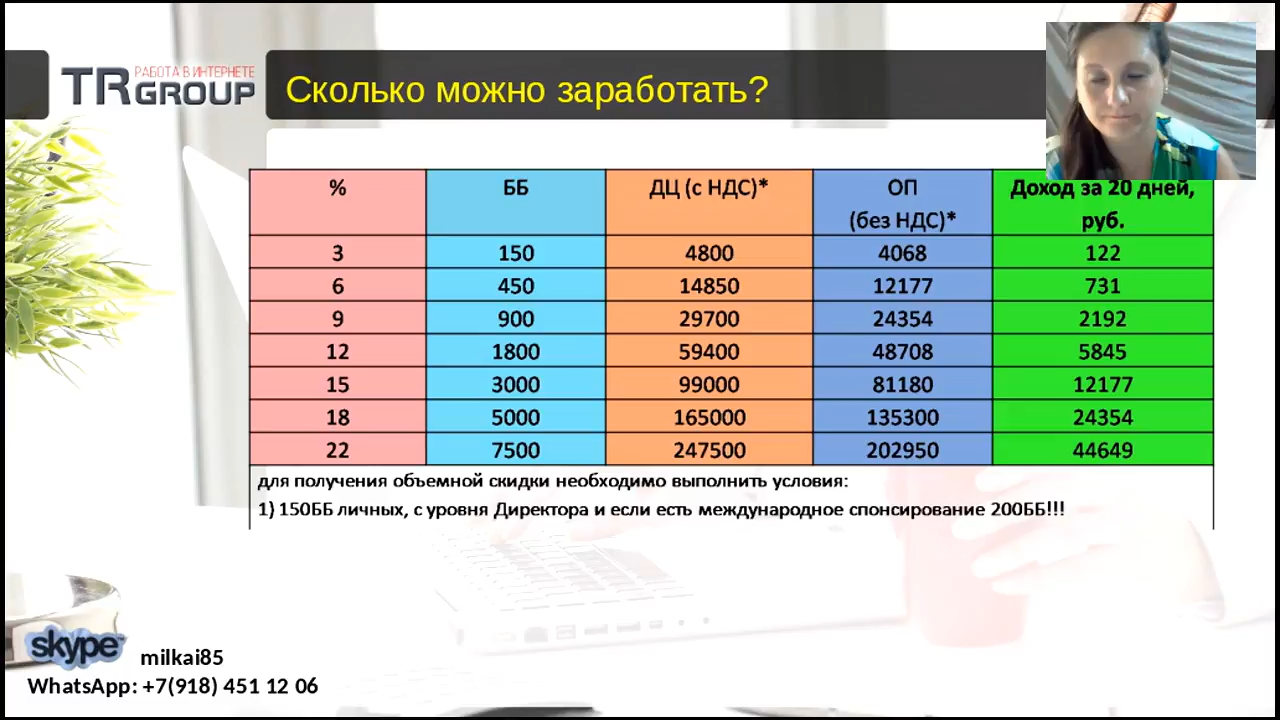 РАБОТА В ИНТЕРНЕТЕ
TRGROUP
Сколько можно заработать?
% ББ ДЦ (с НДС)* ОП (без НДС)* Доход за 20 дней, руб.
3 150 4800 4068 122
6 450 14850 12177 731
9 900 29700 24354 2192
12 1800 59400 48708 5845
15 3000 99000 81180 12177
18 5000 165000 135300 24354
22 7500 247500 202950 44649
для получения объемной скидки необходимо выполнить условия:
1) 150ББ личных, с уровня Директора и если есть международное спонсирование 200ББ!!!
skype™ milkai85
WhatsApp: +7(918) 451 12 06